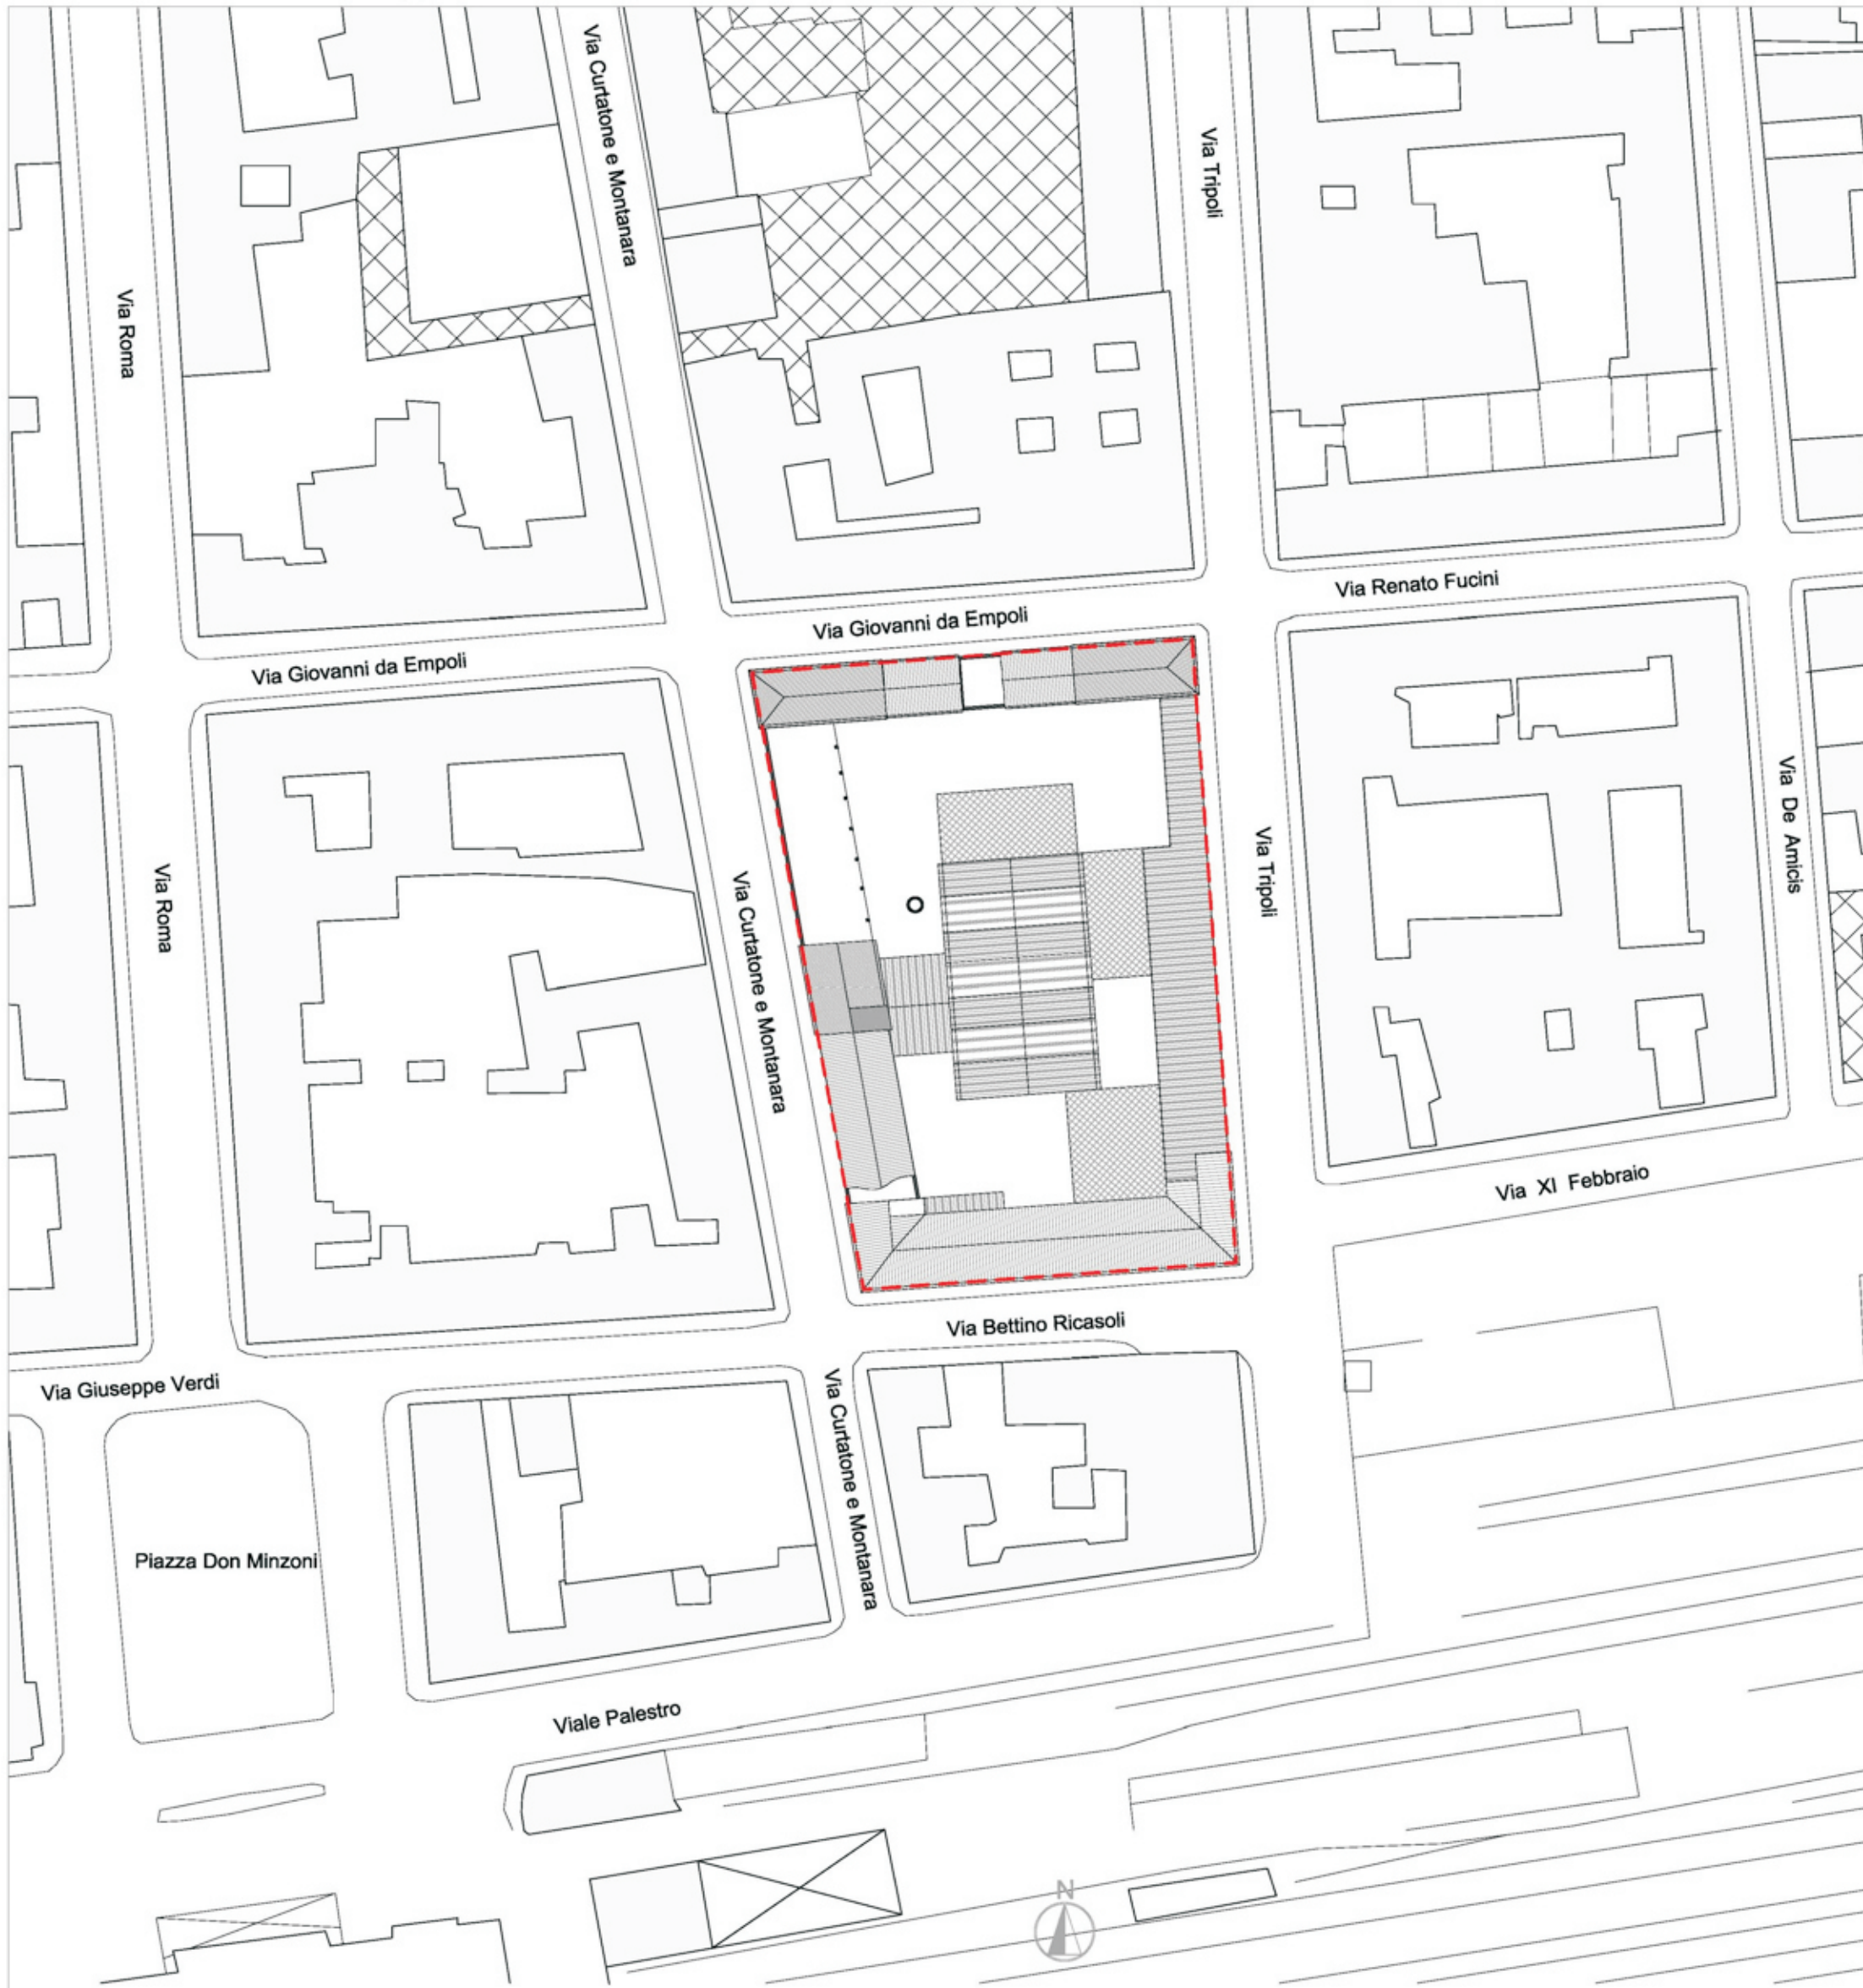 Via Curtatone e Montanara
Via Tripoli
Via Roma
Via Renato Fucini
Via Giovanni da Empoli
Via Giovanni da Empoli
Via De Amicis
Via Tripoli
Via Roma
Via Curtatone e Montanara
Via XI Febbraio
Via Bettino Ricasoli
Via Giuseppe Verdi
Via Curtatone e Montanara
Piazza Don Minzoni
Viale Palestro
N